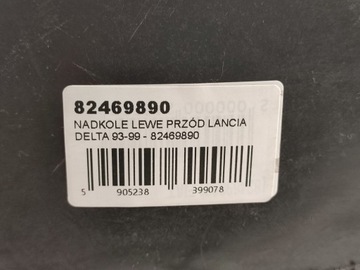 82469890
NADKOLE LEWE PRZÓD LANCIA
DELTA 93-99 - 82469890
5 905238 399078